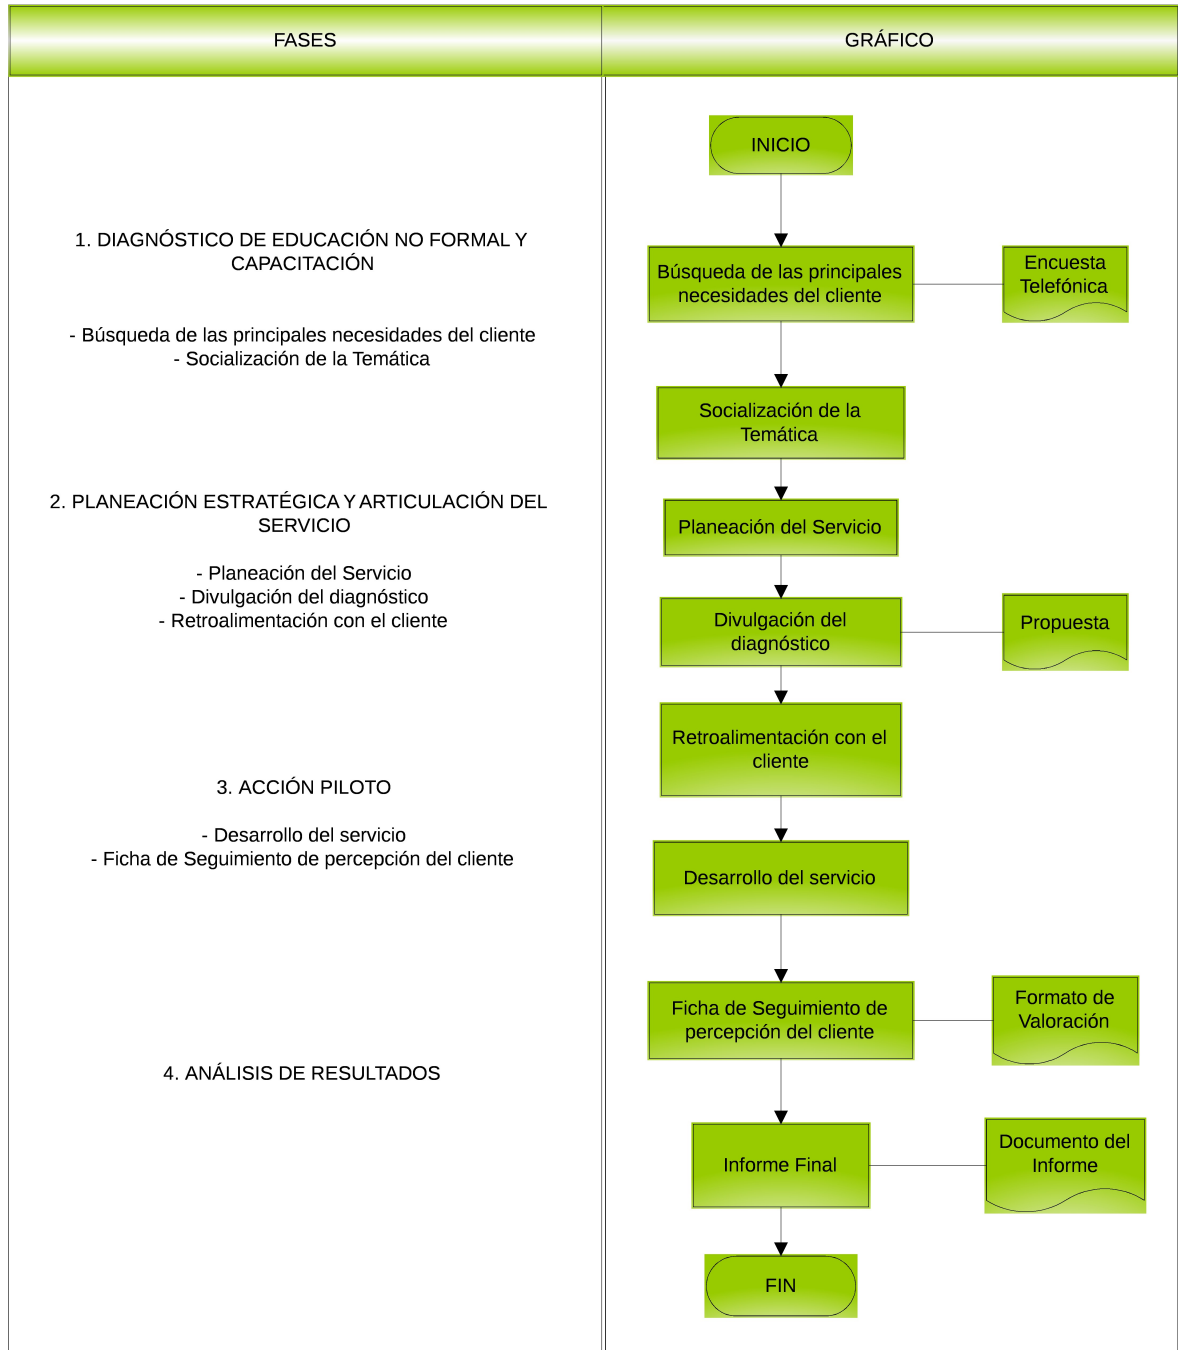 FASES
GRÁFICO
1. DIAGNÓSTICO DE EDUCACIÓN NO FORMAL Y
CAPACITACIÓN
- Búsqueda de las principales necesidades del cliente
- Socialización de la Temática
2. PLANEACIÓN ESTRATÉGICA Y ARTICULACIÓN DEL
SERVICIO
- Planeación del Servicio
- Divulgación del diagnóstico
- Retroalimentación con el cliente
3. ACCIÓN PILOTO
- Desarrollo del servicio
- Ficha de Seguimiento de percepción del cliente
4. ANÁLISIS DE RESULTADOS
INICIO
Búsqueda de las principales
necesidades del cliente
Encuesta
Telefónica
Socialización de la
Temática
Planeación del Servicio
Divulgación del
diagnóstico
Propuesta
Retroalimentación con el
cliente
Desarrollo del servicio
Ficha de Seguimiento de
percepción del cliente
Formato de
Valoración
Informe Final
Documento del
Informe
FIN